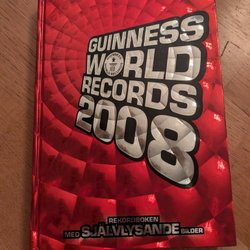 GUINNESS
WORLD
RECORDS
2008
REKORDBOKEN
MED SJÄLVLYSANDE BILDER